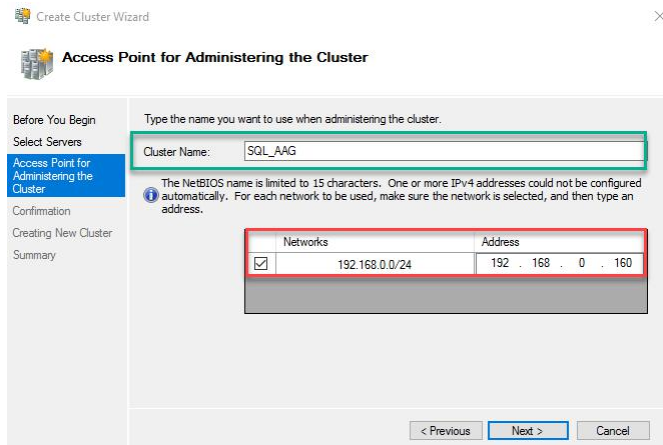 Create Cluster Wizard
Access Point for Administering the Cluster
Before You Begin
Select Servers
Access Point for
Administering the
Cluster
Confirmation
Creating New Cluster
Summary
Type the name you want to use when administering the cluster.
Cluster Name: SQL_AAG
The NetBIOS name is limited to 15 characters. One or more IPv4 addresses could not be configured
automatically. For each network to be used, make sure the network is selected, and then type an
address.
Networks Address
192.168.0.0/24 192 . 168 . 0 . 160
< Previous Next > Cancel